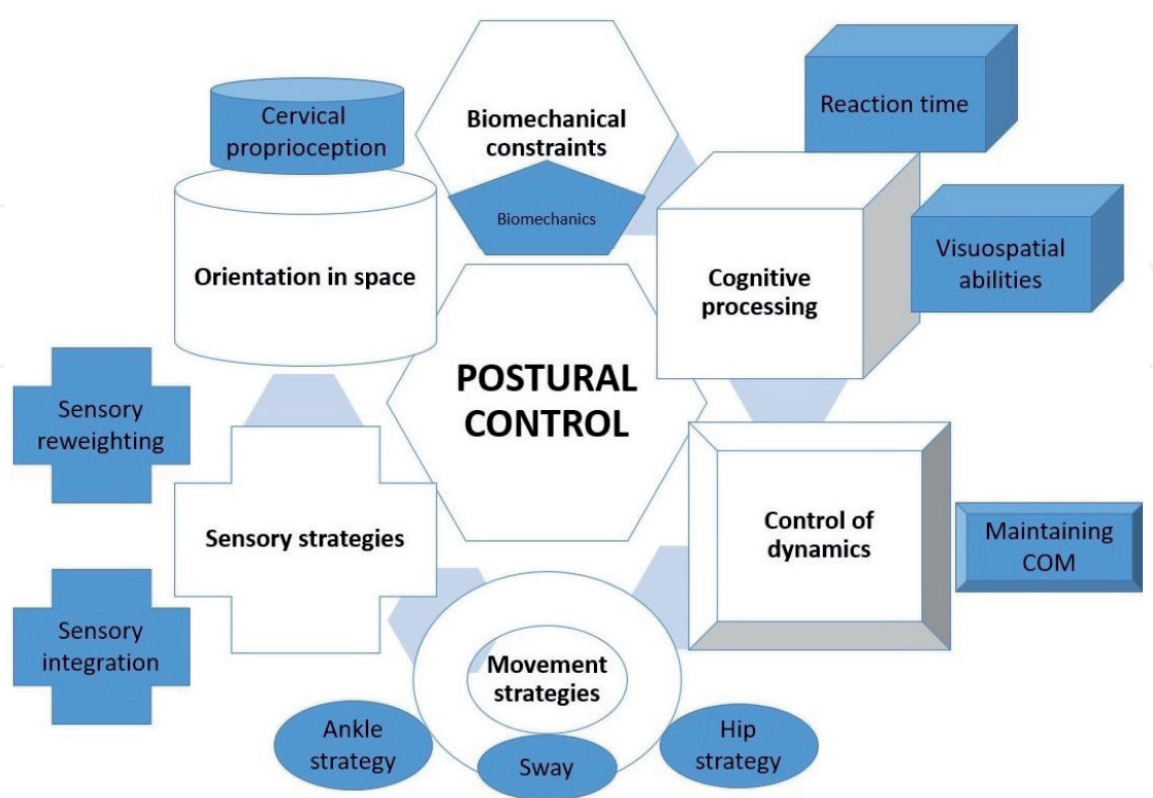 Cervical
proprioception
Biomechanical
constraints
Biomechanics
Reaction time
Orientation in space
Cognitive
processing
Visuospatial
abilities
POSTURAL
CONTROL
Sensory
reweighting
Sensory strategies
Control of
dynamics
Maintaining
COM
Sensory
integration
Movement
strategies
Ankle
strategy
Sway
Hip
strategy